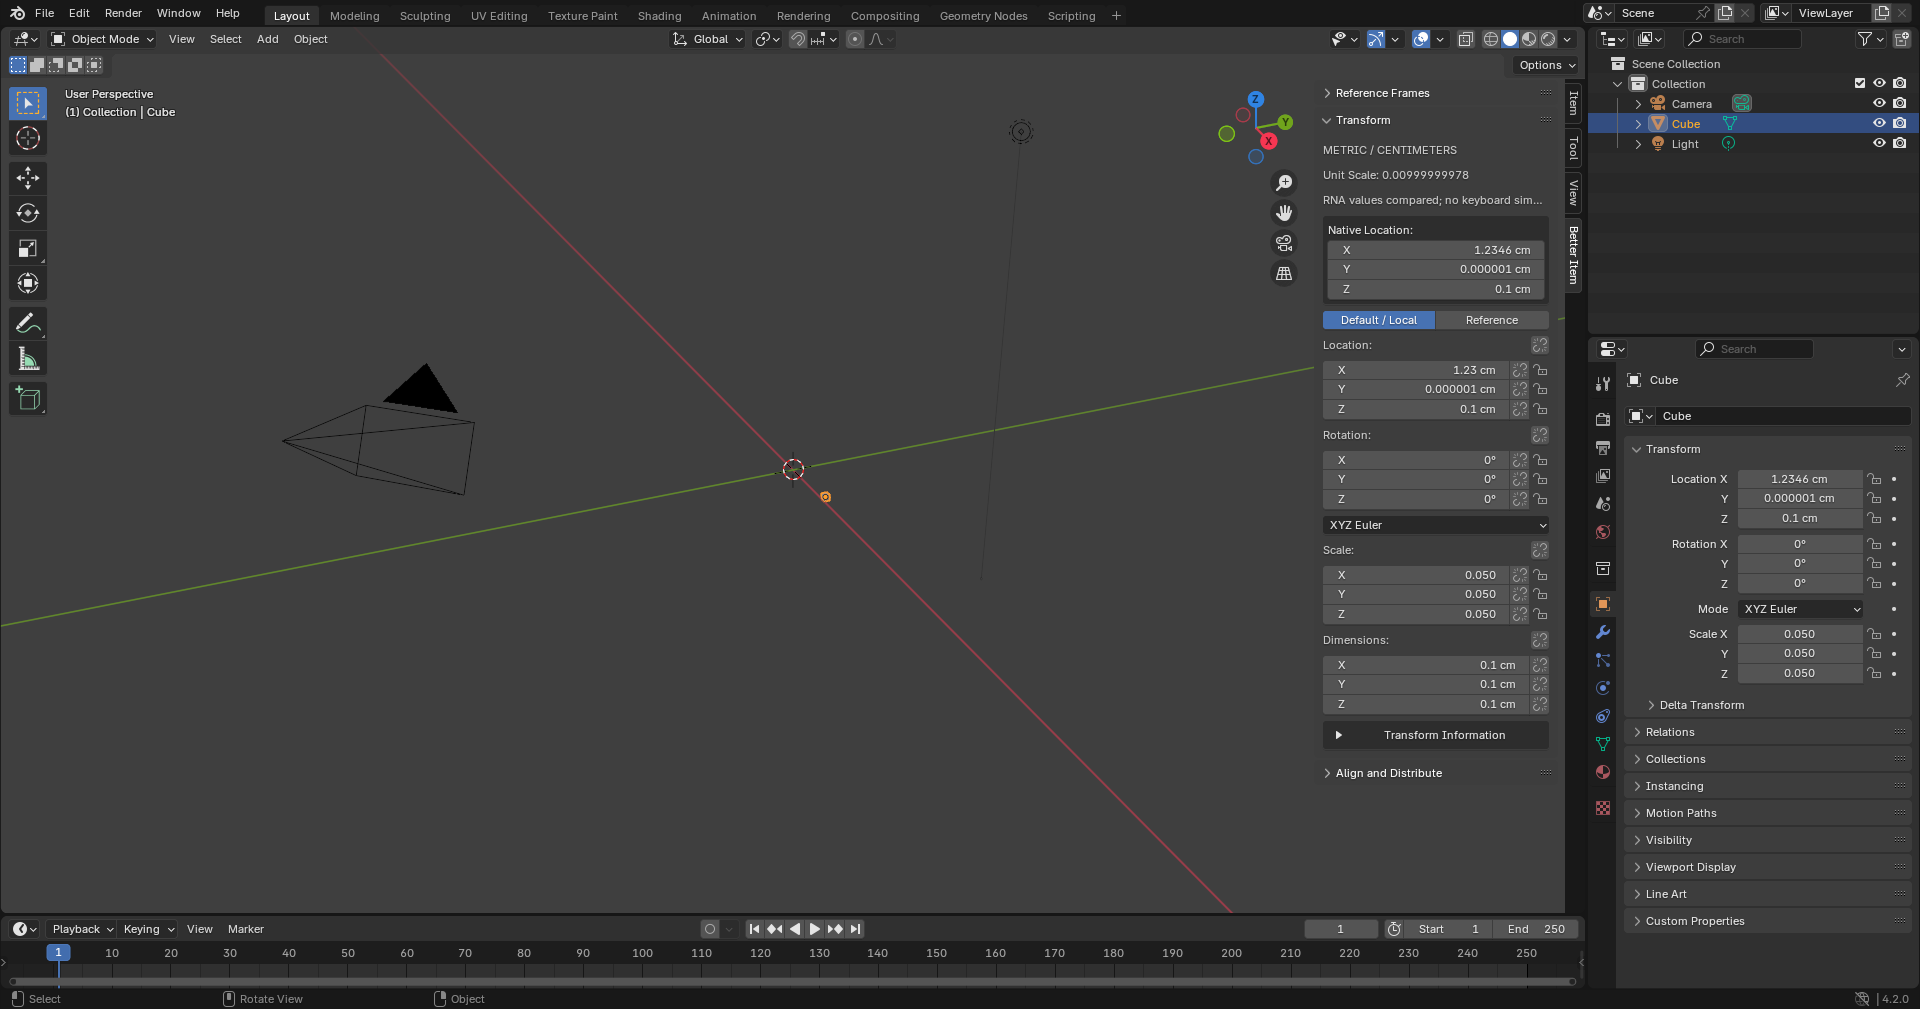 File Edit Render Window Help Layout Modeling Sculpting UV Editing Texture Paint Shading Animation Rendering Compositing Geometry Nodes Scripting + Scene ViewLayer
Object Mode View Select Add Object Global Search
Options
User Perspective
(1) Collection | Cube
Z
Y
X
Reference Frames
Transform
METRIC / CENTIMETERS
Unit Scale: 0.00999999978
RNA values compared; no keyboard sim...
Native Location:
X 1.2346 cm
Y 0.000001 cm
Z 0.1 cm
Default / Local Reference
Location:
X 1.23 cm
Y 0.000001 cm
Z 0.1 cm
Rotation:
X 0°
Y 0°
Z 0°
XYZ Euler
Scale:
X 0.050
Y 0.050
Z 0.050
Dimensions:
X 0.1 cm
Y 0.1 cm
Z 0.1 cm
Transform Information
Align and Distribute
Item
Tool
View
Better Item
Scene Collection
Collection
Camera
Cube
Light
Search
Cube
Cube
Transform
Location X 1.2346 cm
Y 0.000001 cm
Z 0.1 cm
Rotation X 0°
Y 0°
Z 0°
Mode XYZ Euler
Scale X 0.050
Y 0.050
Z 0.050
Delta Transform
Relations
Collections
Instancing
Motion Paths
Visibility
Viewport Display
Line Art
Custom Properties
Playback Keying View Marker 1 Start 1 End 250
1 10 20 30 40 50 60 70 80 90 100 110 120 130 140 150 160 170 180 190 200 210 220 230 240 250
Select Rotate View Object 4.2.0